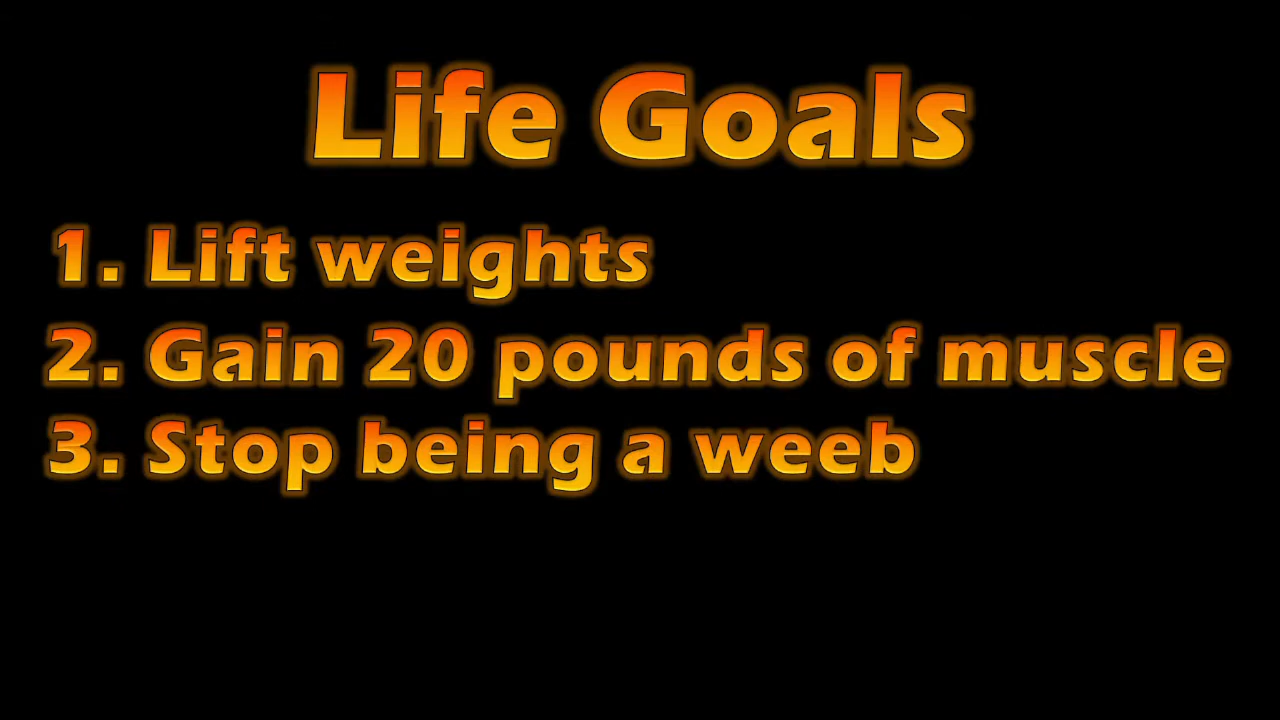 Life Goals
1. Lift weights
2. Gain 20 pounds of muscle
3. Stop being a weeb